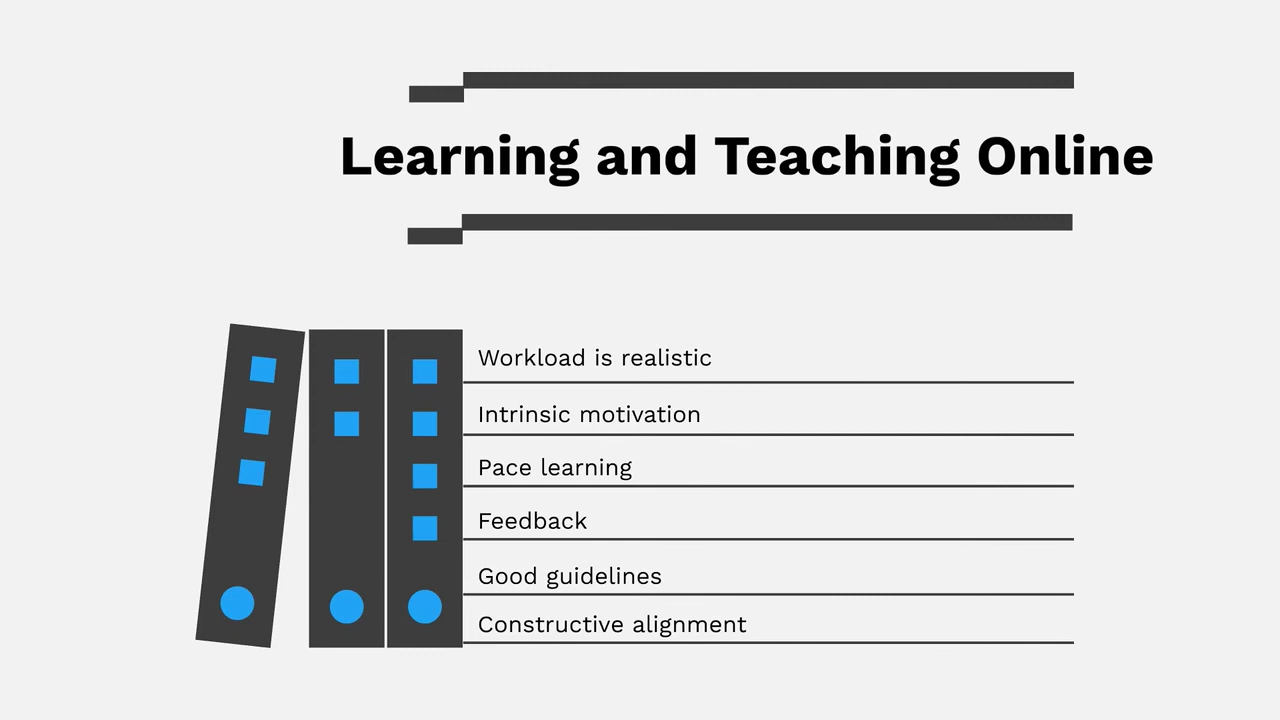 Learning and Teaching Online
Workload is realistic
Intrinsic motivation
Pace learning
Feedback
Good guidelines
Constructive alignment